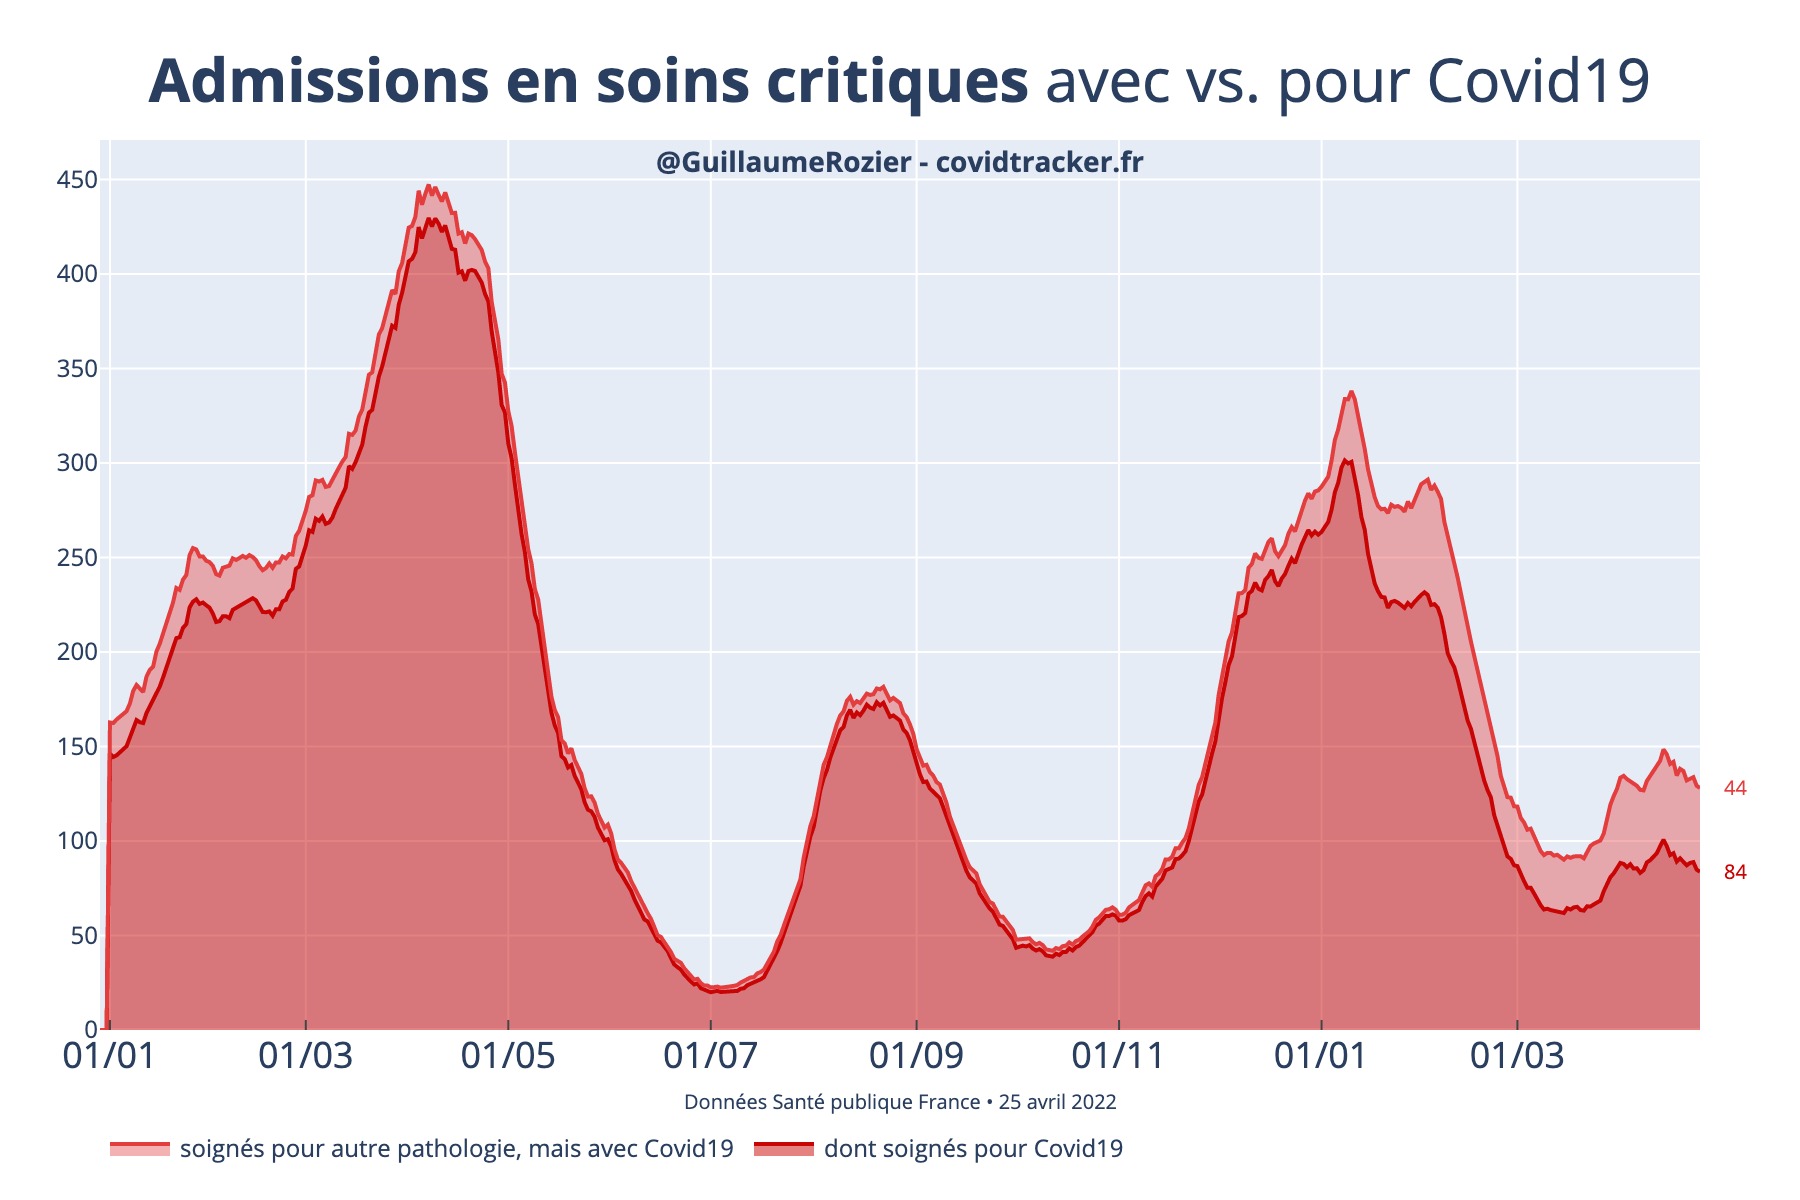 Admissions en soins critiques avec vs. pour Covid19
@GuillaumeRozier - covidtracker.fr
450
400
350
300
250
200
150
100
50
0
44
84
01/01 01/03 01/05 01/07 01/09 01/11 01/01 01/03
Données Santé publique France • 25 avril 2022
soignés pour autre pathologie, mais avec Covid19 dont soignés pour Covid19